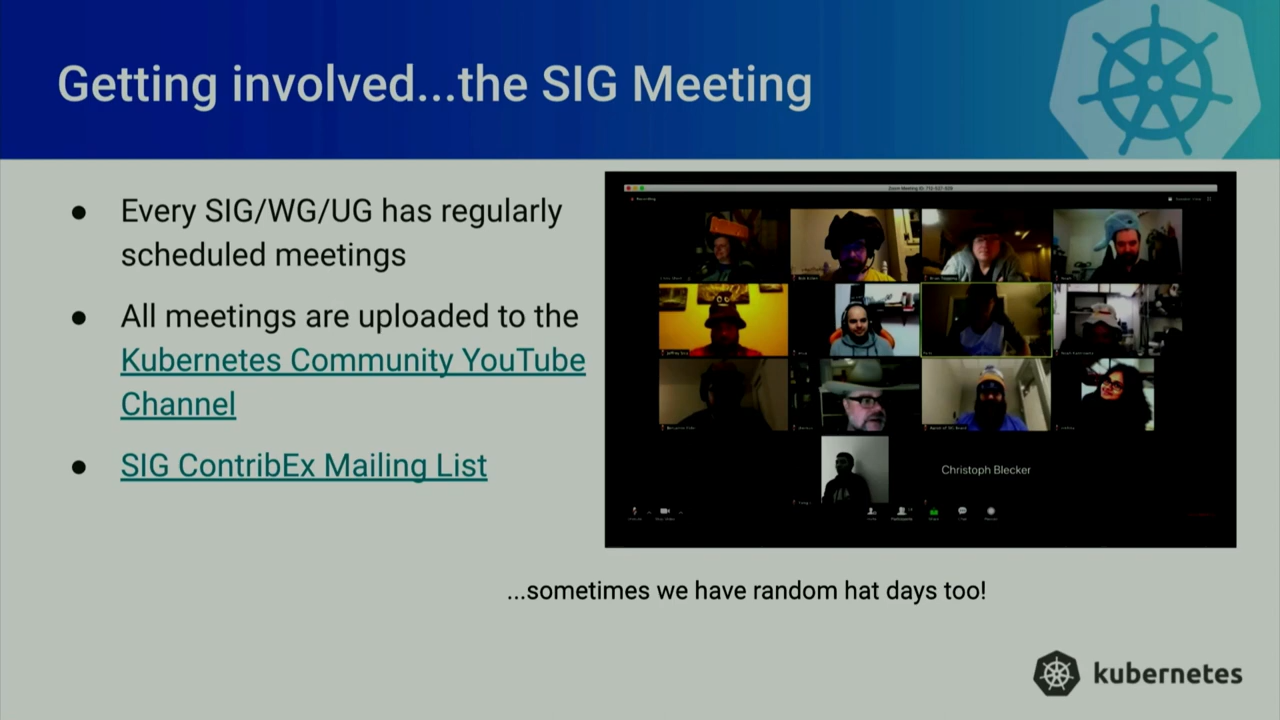 Getting involved...the SIG Meeting
● Every SIG/WG/UG has regularly
scheduled meetings
● All meetings are uploaded to the
Kubernetes Community YouTube
Channel
● SIG ContribEx Mailing List
Recording
Christoph Blecker
...sometimes we have random hat days too!
kubernetes